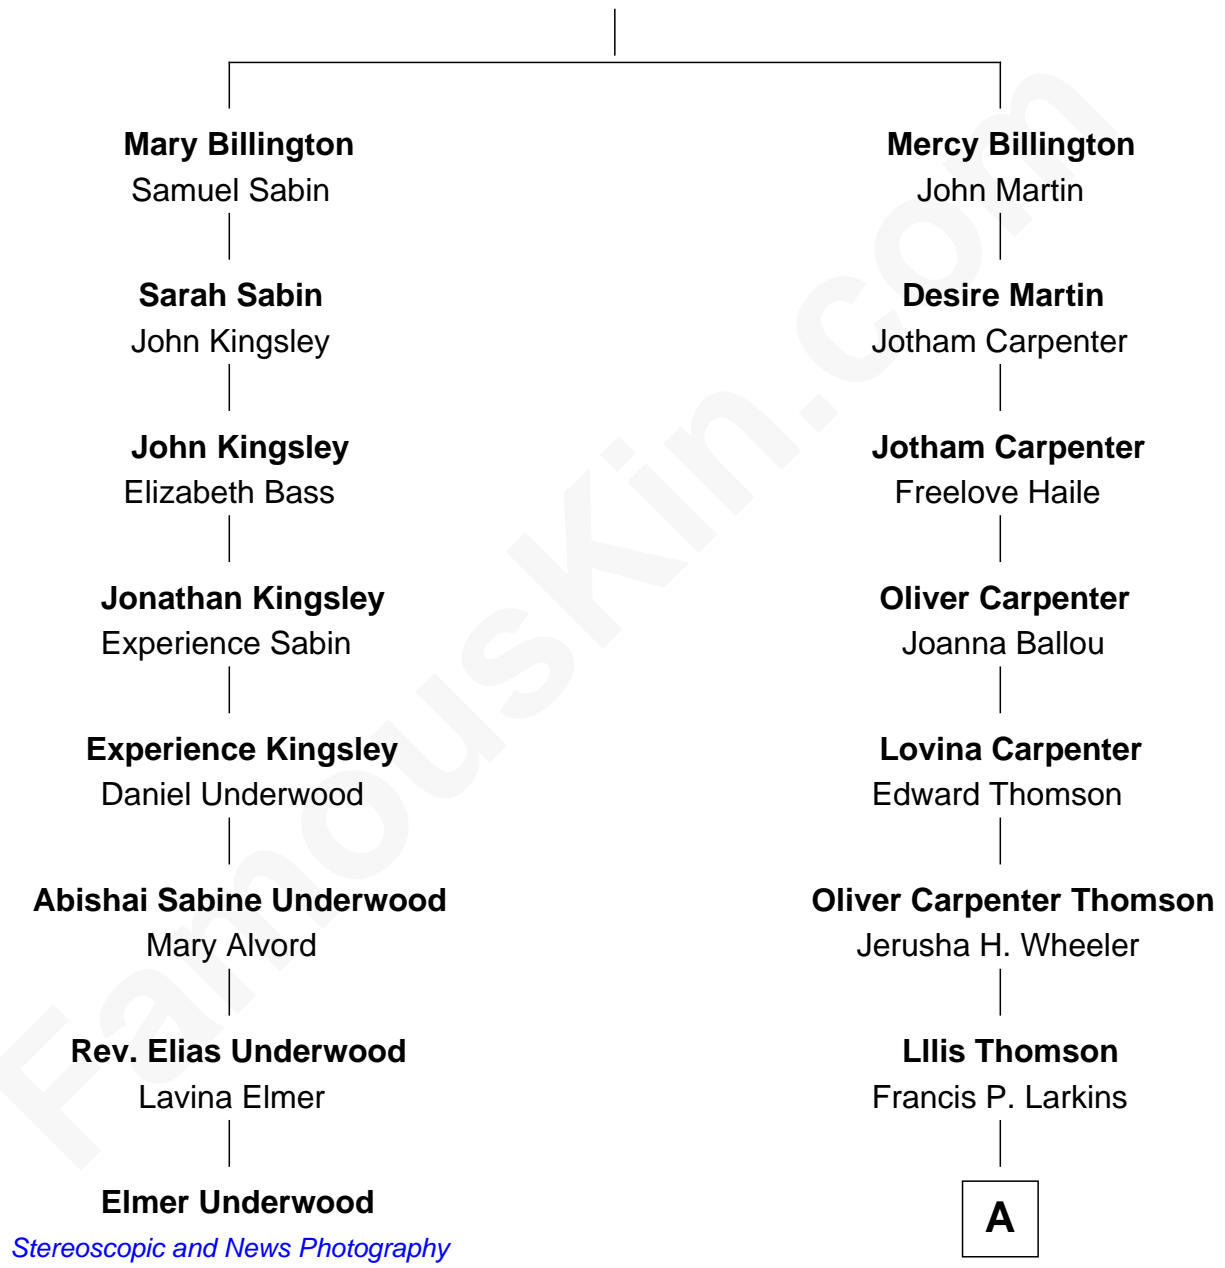 Mary Billington
Samuel Sabin
Sarah Sabin
John Kingsley
John Kingsley
Elizabeth Bass
Jonathan Kingsley
Experience Sabin
Experience Kingsley
Daniel Underwood
Abishai Sabine Underwood
Mary Alvord
Rev. Elias Underwood
Lavina Elmer
Elmer Underwood
Stereoscopic and News Photography
Mercy Billington
John Martin
Desire Martin
Jotham Carpenter
Jotham Carpenter
Freelove Haile
Oliver Carpenter
Joanna Ballou
Lovina Carpenter
Edward Thomson
Oliver Carpenter Thomson
Jerusha H. Wheeler
LIlis Thomson
Francis P. Larkins
A
FamousKin.com